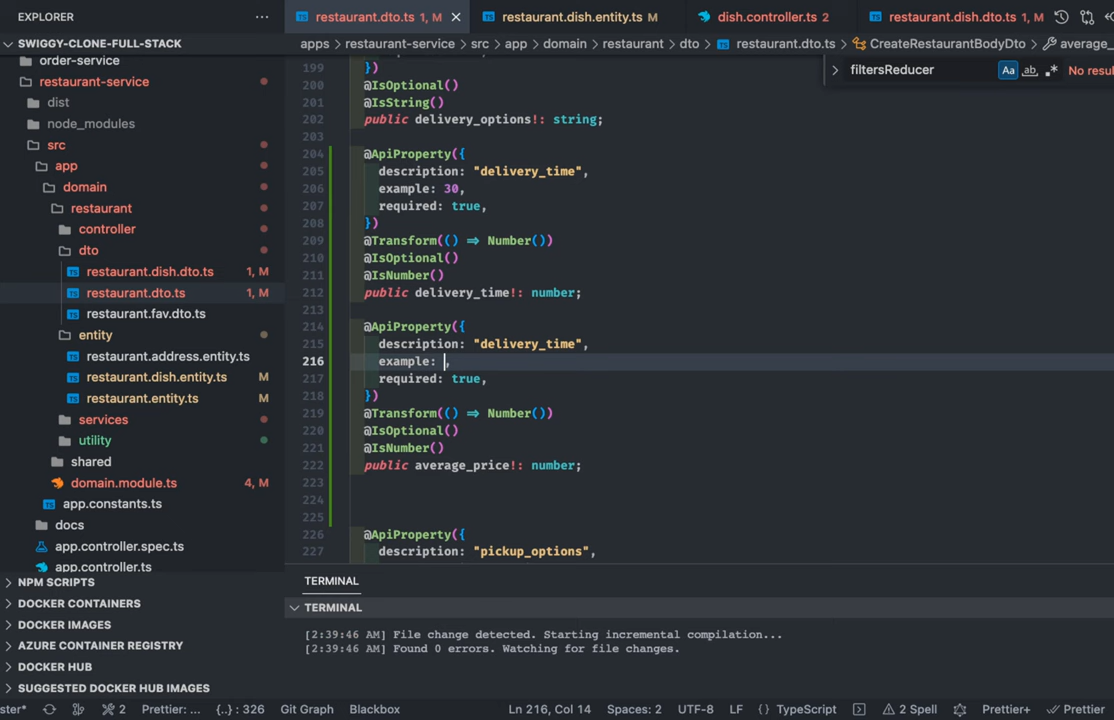 EXPLORER
restaurant.dto.ts 1, M
restaurant.dish.entity.ts M
dish.controller.ts 2
restaurant.dish.dto.ts 1, M
SWIGGY-CLONE-FULL-STACK
order-service
restaurant-service
dist
node_modules
src
app
domain
restaurant
controller
dto
restaurant.dish.dto.ts 1, M
restaurant.dto.ts 1, M
restaurant.fav.dto.ts
entity
restaurant.address.entity.ts
restaurant.dish.entity.ts M
restaurant.entity.ts M
services
utility
shared
domain.module.ts 4, M
app.constants.ts
docs
app.controller.spec.ts
app.controller.ts
NPM SCRIPTS
DOCKER CONTAINERS
DOCKER IMAGES
AZURE CONTAINER REGISTRY
DOCKER HUB
SUGGESTED DOCKER HUB IMAGES
apps > restaurant-service > src > app > domain > restaurant > dto > restaurant.dto.ts > CreateRestaurantBodyDto > average_
filtersReducer Aa ab No resul
199 })
200 @IsOptional()
201 @IsString()
202 public delivery_options!: string;
203
204 @ApiProperty({
205 description: "delivery_time",
206 example: 30,
207 required: true,
208 })
209 @Transform(() => Number())
210 @IsOptional()
211 @IsNumber()
212 public delivery_time!: number;
213
214 @ApiProperty({
215 description: "delivery_time",
216 example: ,
217 required: true,
218 })
219 @Transform(() => Number())
220 @IsOptional()
221 @IsNumber()
222 public average_price!: number;
223
224
225
226 @ApiProperty({
227 description: "pickup_options",
TERMINAL
TERMINAL
[2:39:46 AM] File change detected. Starting incremental compilation...
[2:39:46 AM] Found 0 errors. Watching for file changes.
ster* 2 Prettier: ... {..} : 326 Git Graph Blackbox Ln 216, Col 14 Spaces: 2 UTF-8 LF {} TypeScript 2 Spell Prettier+ Prettier